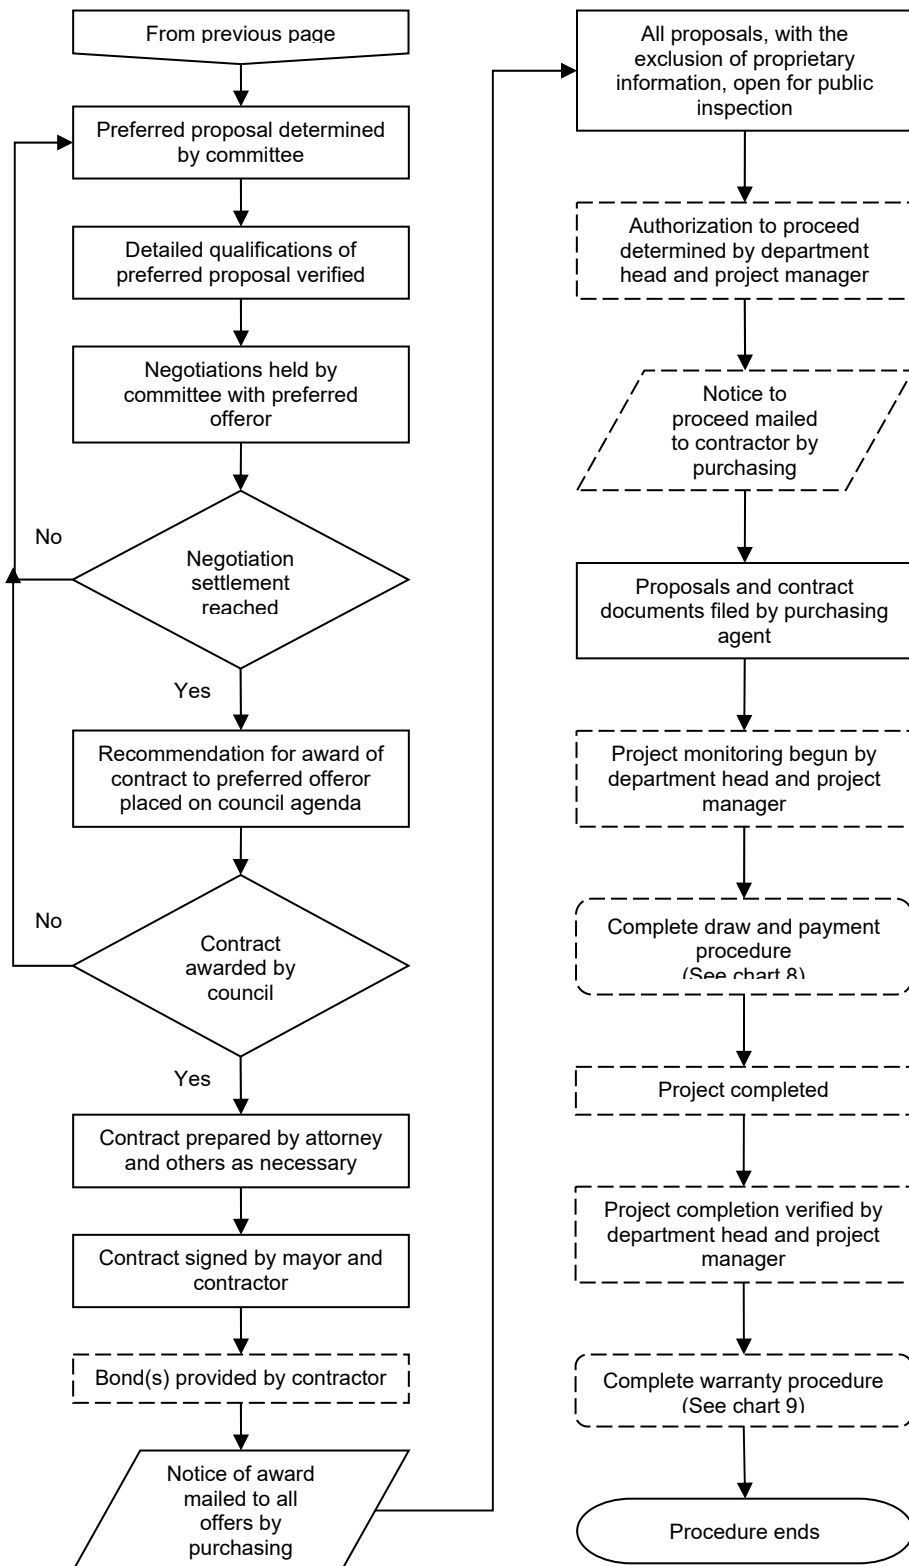 From previous page
Preferred proposal determined
by committee
Detailed qualifications of
preferred proposal verified
Negotiations held by
committee with preferred
offeror
No
Negotiation
settlement
reached
Yes
Recommendation for award of
contract to preferred offeror
placed on council agenda
No
Contract
awarded by
council
Yes
Contract prepared by attorney
and others as necessary
Contract signed by mayor and
contractor
Bond(s) provided by contractor
Notice of award
mailed to all
offers by
purchasing
All proposals, with the
exclusion of proprietary
information, open for public
inspection
Authorization to proceed
determined by department
head and project manager
Notice to
proceed mailed
to contractor by
purchasing
Proposals and contract
documents filed by purchasing
agent
Project monitoring begun by
department head and project
manager
Complete draw and payment
procedure
(See chart 8)
Project completed
Project completion verified by
department head and project
manager
Complete warranty procedure
(See chart 9)
Procedure ends